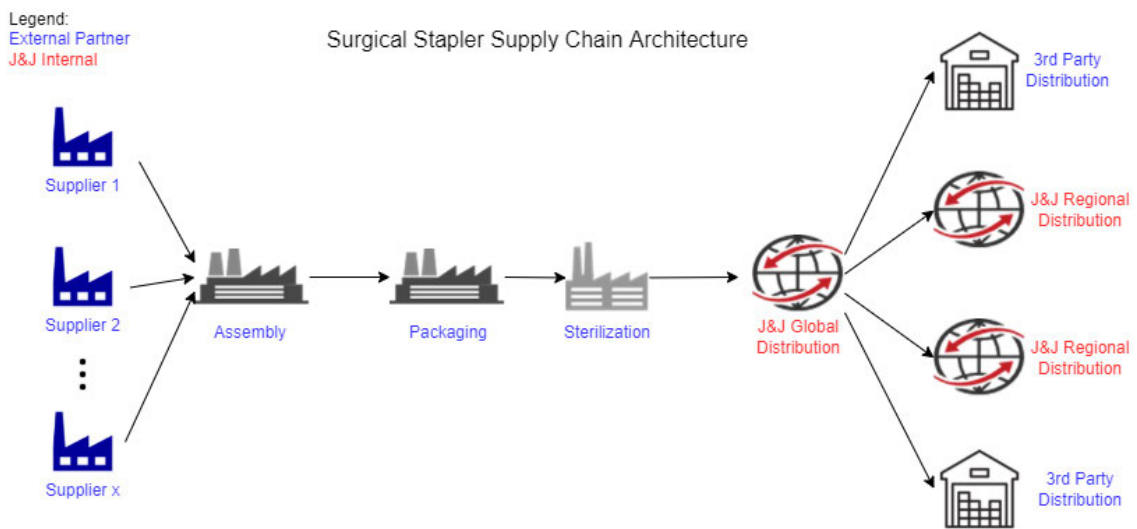 Legend:
External Partner
J&J Internal
Surgical Stapler Supply Chain Architecture
Supplier 1
Supplier 2
Supplier x
Assembly
Packaging
Sterilization
J&J Global
Distribution
3rd Party
Distribution
J&J Regional
Distribution
J&J Regional
Distribution
3rd Party
Distribution